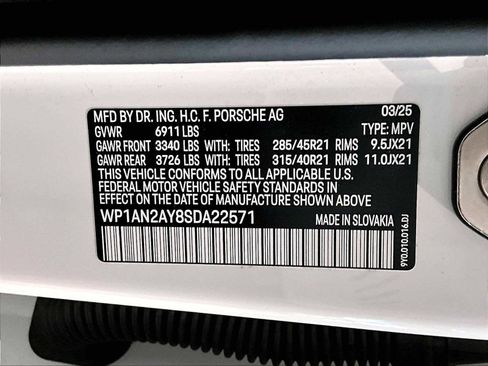 MFD BY DR. ING. H.C. F. PORSCHE AG 03/25
GVWR 6911 LBS TYPE: MPV
GAWR FRONT 3340 LBS WITH: TIRES 285/45R21 RIMS 9.5JX21
GAWR REAR 3726 LBS WITH: TIRES 315/40R21 RIMS 11.0JX21
THIS VEHICLE CONFORMS TO ALL APPLICABLE U.S.
FEDERAL MOTOR VEHICLE SAFETY STANDARDS IN
EFFECT ON THE DATE OF MANUFACTURE SHOWN ABOVE.
WP1AN2AY8SDA22571 MADE IN SLOVAKIA
9Y0.010.016.DJ